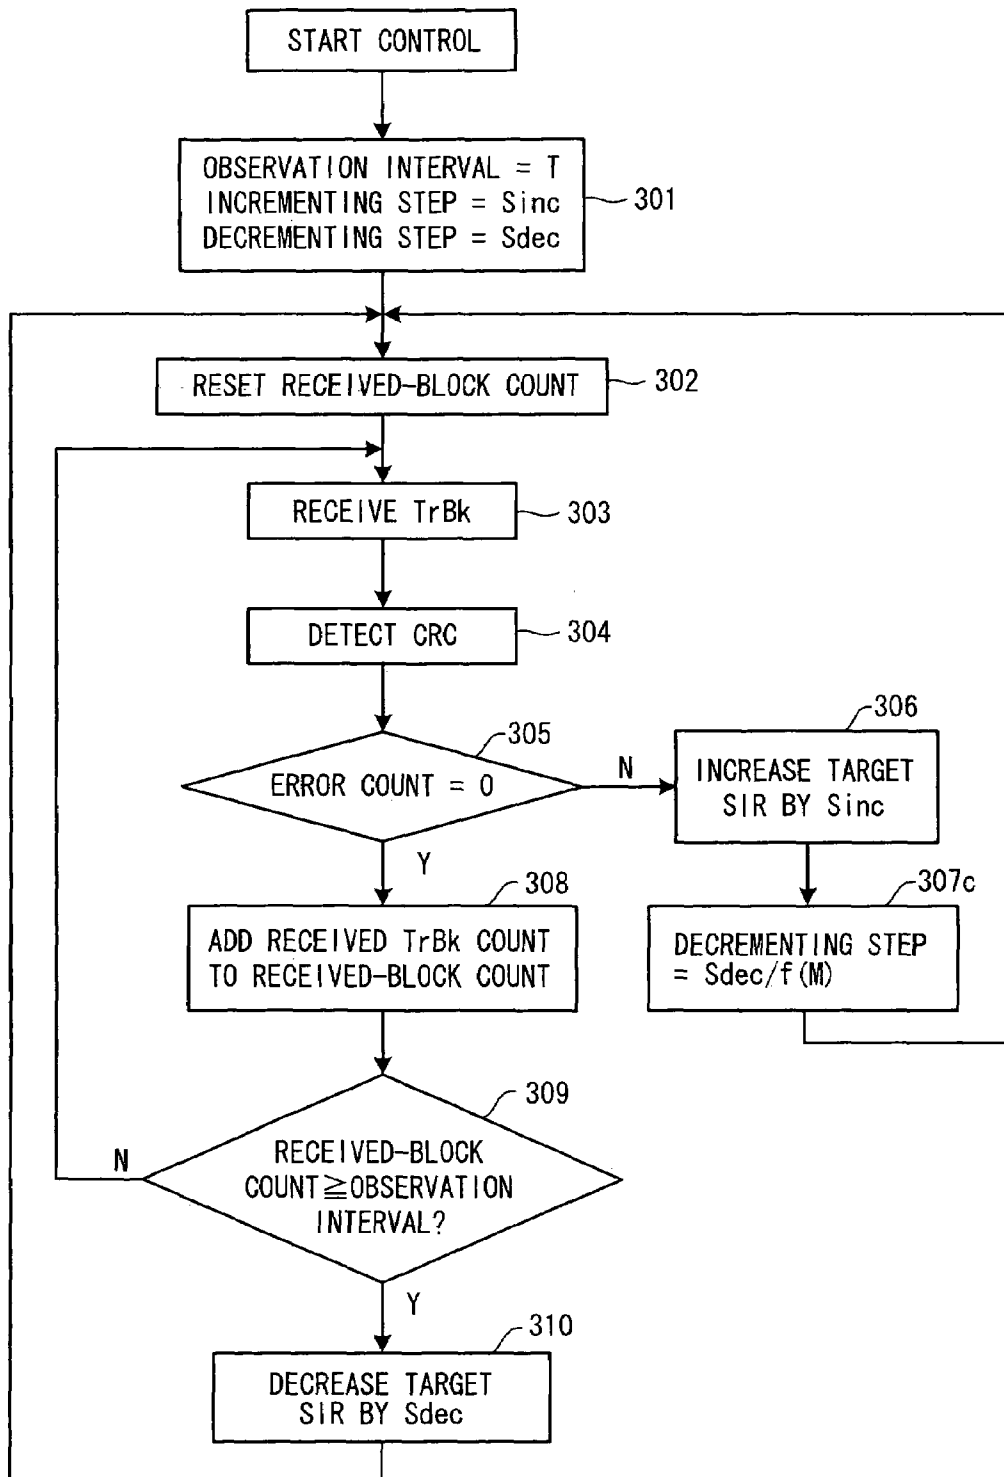 START CONTROL
OBSERVATION INTERVAL = T
INCREMENTING STEP = Sinc
DECREMENTING STEP = Sdec
301
RESET RECEIVED-BLOCK COUNT
302
RECEIVE TrBk
303
DETECT CRC
304
305
ERROR COUNT = 0
N
Y
306
INCREASE TARGET
SIR BY Sinc
307c
DECREMENTING STEP
= Sdec/f(M)
308
ADD RECEIVED TrBk COUNT
TO RECEIVED-BLOCK COUNT
309
RECEIVED-BLOCK
COUNT≧OBSERVATION
INTERVAL?
N
Y
310
DECREASE TARGET
SIR BY Sdec